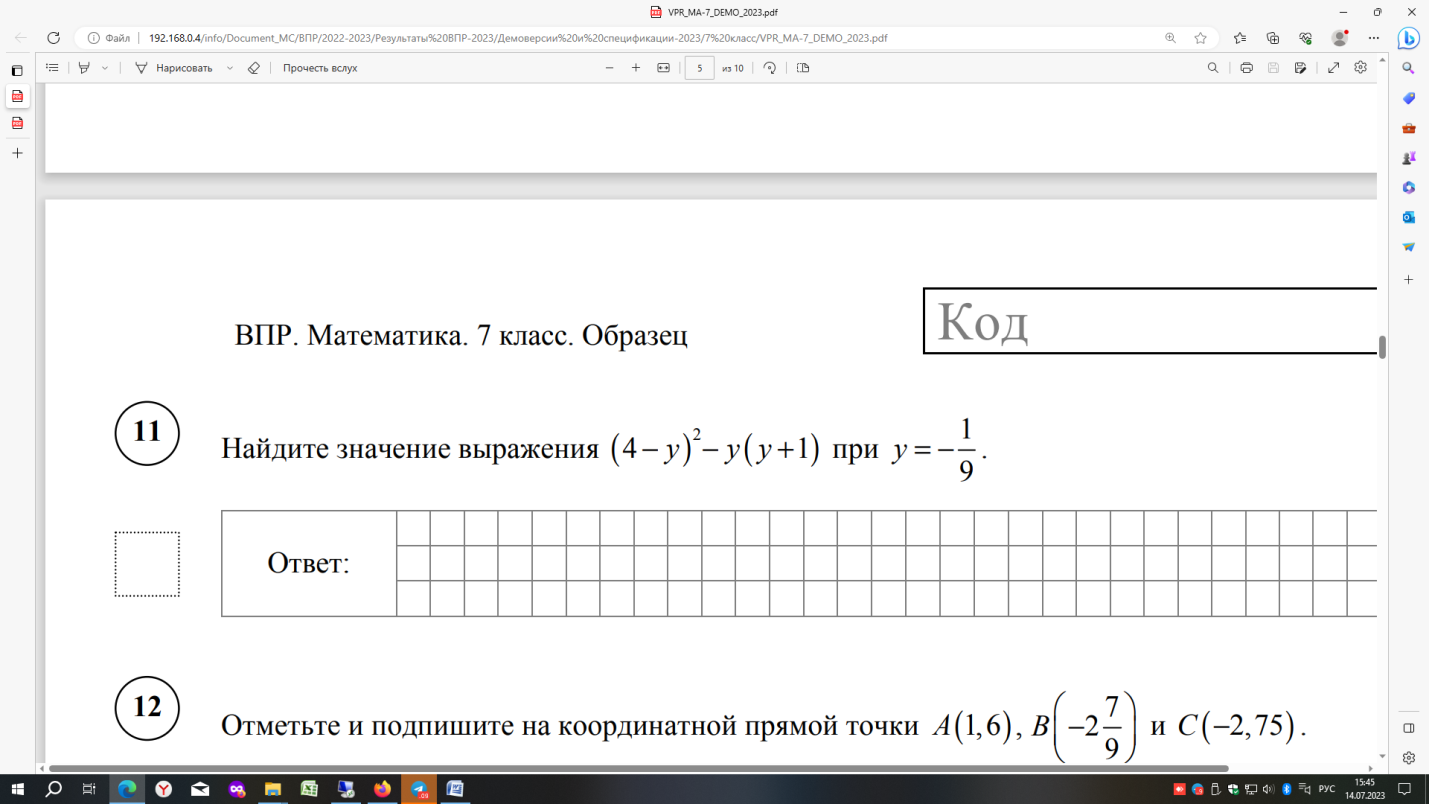 VPR_MA-7_DEMO_2023.pdf
Файл 192.168.0.4/info/Document_MC/ВПР/2022-2023/Результаты%20ВПР-2023/Демоверсии%20и%20спецификации-2023/7%20класс/VPR_MA-7_DEMO_2023.pdf
Нарисовать Прочесть вслух 5 из 10
Код
ВПР. Математика. 7 класс. Образец
11
Найдите значение выражения (4 − y)² − y(y + 1) при y = −1/9.
Ответ:
12
Отметьте и подпишите на координатной прямой точки A(1,6), B(−2 7/9) и C(−2,75).
РУС
15:45
14.07.2023